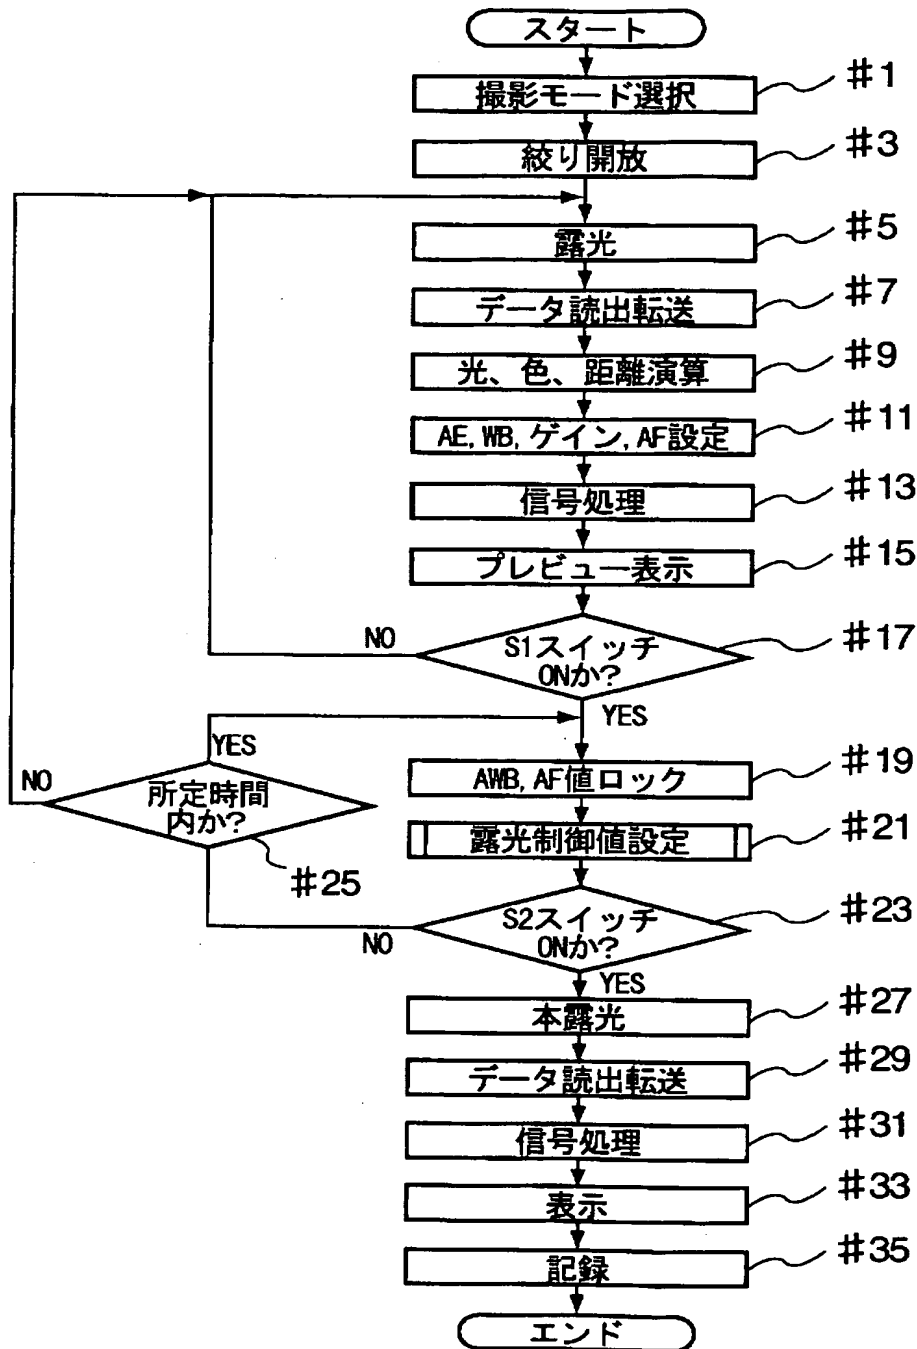 スタート
撮影モード選択
#1
絞り開放
#3
露光
#5
データ読出転送
#7
光、色、距離演算
#9
AE,WB,ゲイン,AF設定
#11
信号処理
#13
プレビュー表示
#15
S1スイッチ
ONか?
#17
NO
YES
AWB,AF値ロック
#19
露光制御値設定
#21
YES
NO
所定時間
内か?
#25
S2スイッチ
ONか?
#23
NO
YES
本露光
#27
データ読出転送
#29
信号処理
#31
表示
#33
記録
#35
エンド